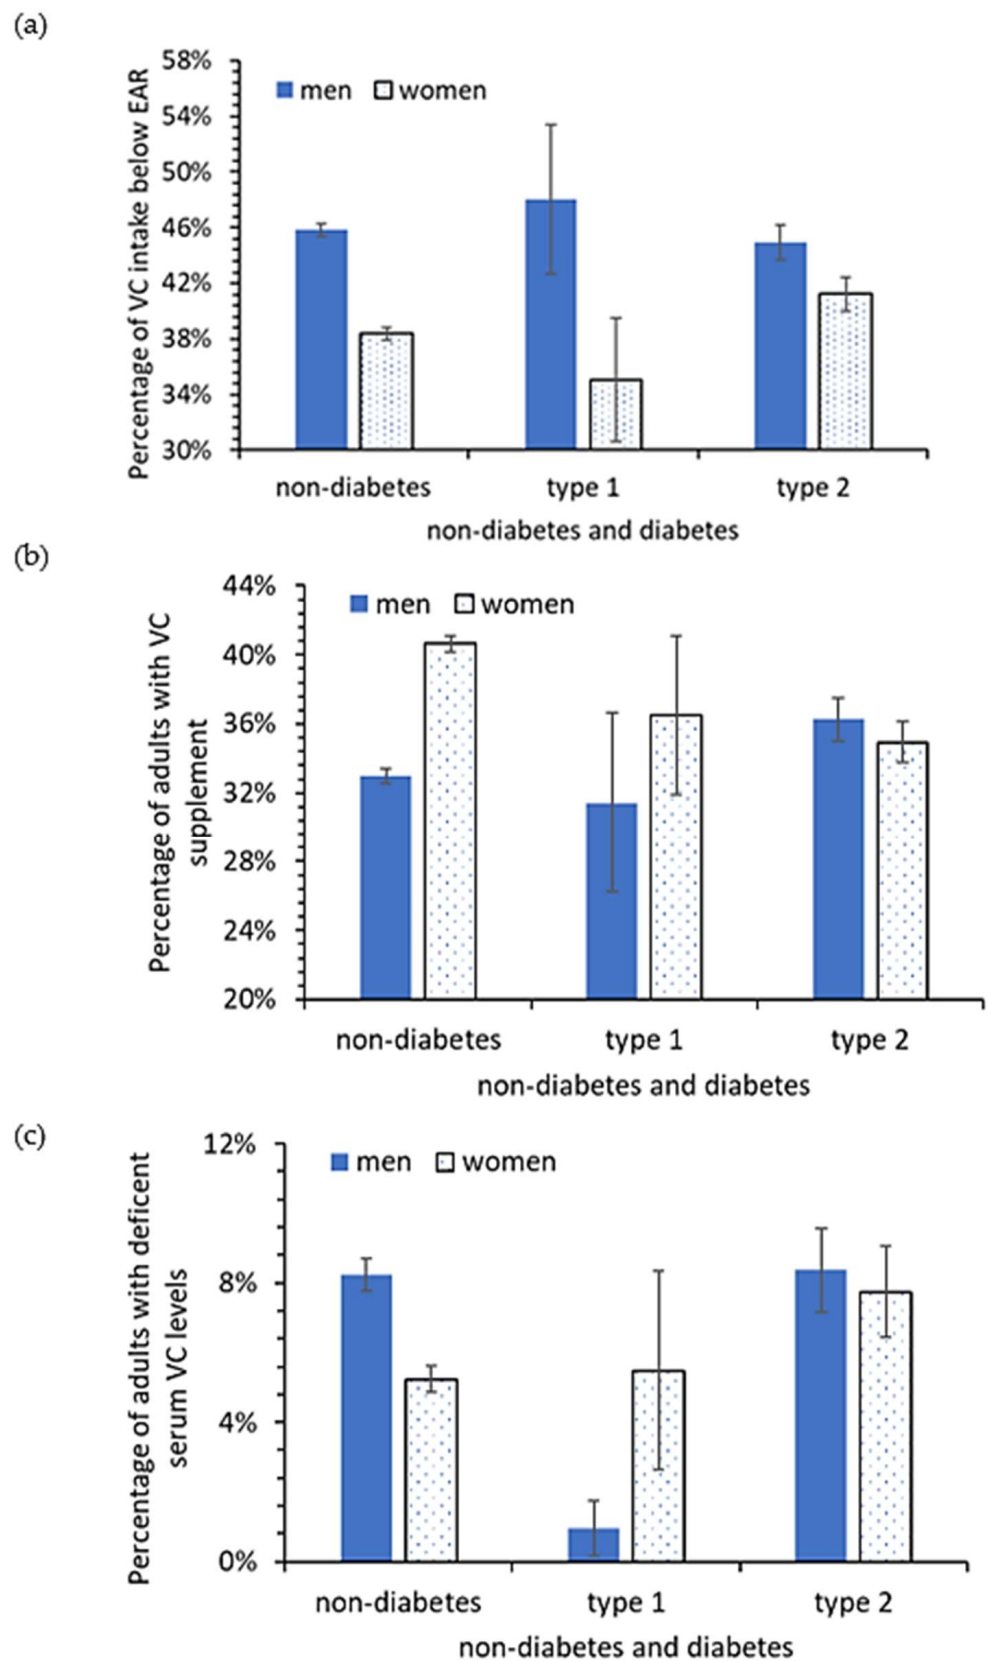 (a)
58%
54%
50%
46%
42%
38%
34%
30%
Percentage of VC intake below EAR
men women
non-diabetes type 1 type 2
non-diabetes and diabetes
(b)
44%
40%
36%
32%
28%
24%
20%
Percentage of adults with VC
supplement
men women
non-diabetes type 1 type 2
non-diabetes and diabetes
(c)
12%
8%
4%
0%
Percentage of adults with deficent
serum VC levels
men women
non-diabetes type 1 type 2
non-diabetes and diabetes